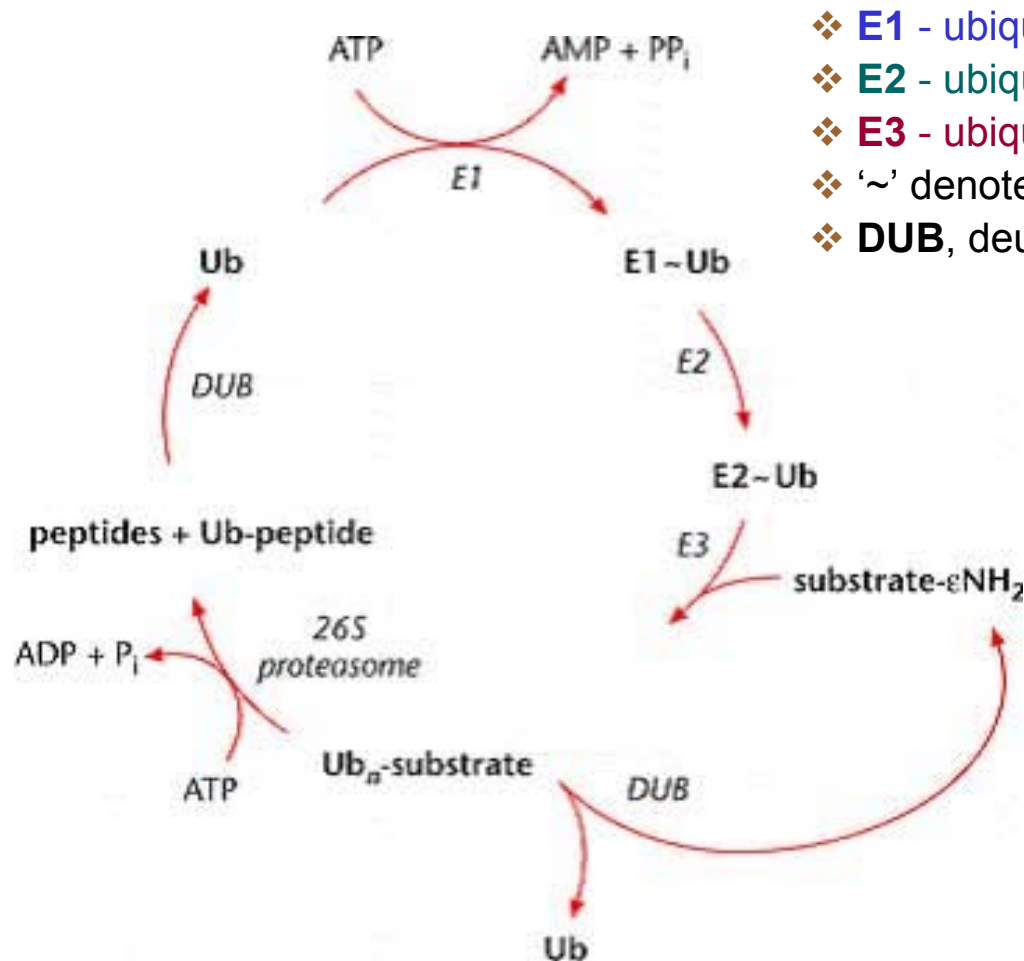 ❖ E1 - ubiqu
❖ E2 - ubiqu
❖ E3 - ubiqu
❖ ‘~’ denote
❖ DUB, deu
ATP
AMP + PPi
E1
Ub
E1~Ub
E2
DUB
E2~Ub
peptides + Ub-peptide
E3
substrate-εNH2
26S
proteasome
ADP + Pi
Ubn-substrate
ATP
DUB
Ub